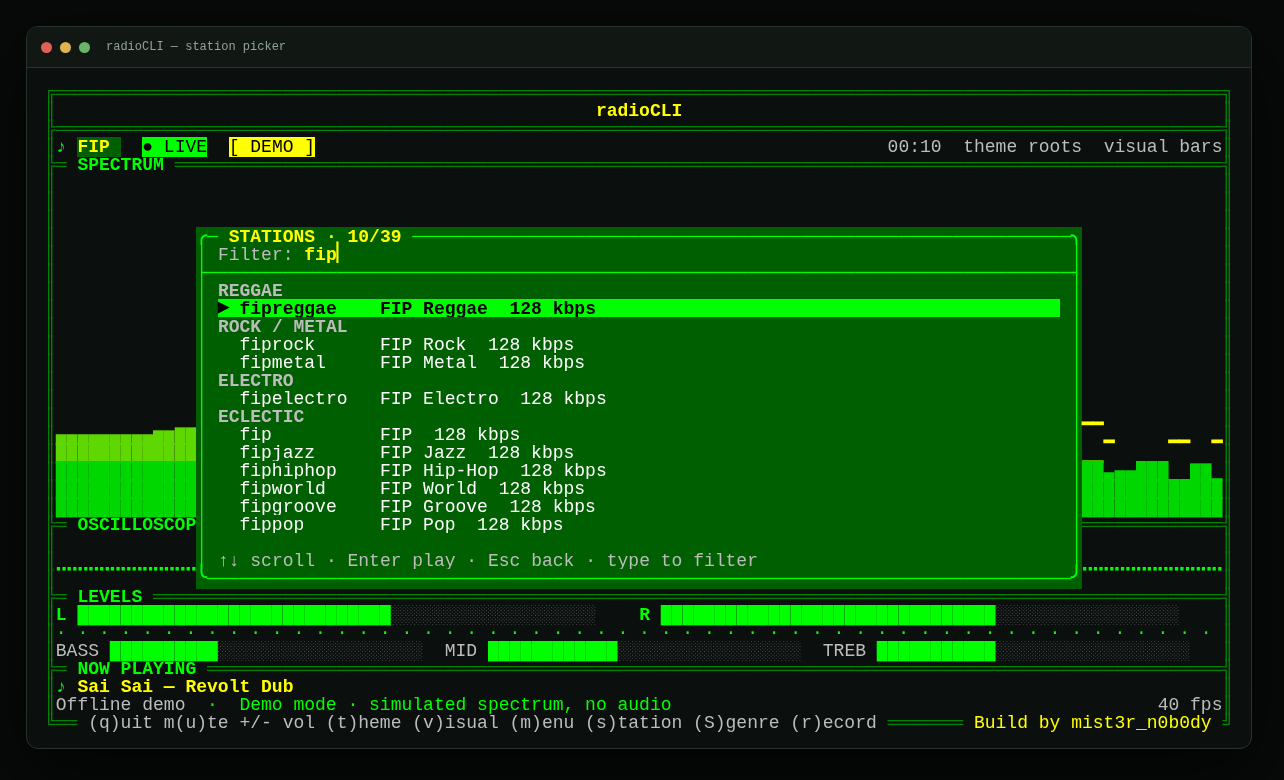 radioCLI — station picker
radioCLI
♪ FIP ● LIVE [ DEMO ] 00:10 theme roots visual bars
SPECTRUM
STATIONS · 10/39
Filter: fip
REGGAE
► fipreggae FIP Reggae 128 kbps
ROCK / METAL
fiprock FIP Rock 128 kbps
fipmetal FIP Metal 128 kbps
ELECTRO
fipelectro FIP Electro 128 kbps
ECLECTIC
fip FIP 128 kbps
fipjazz FIP Jazz 128 kbps
fiphiphop FIP Hip-Hop 128 kbps
fipworld FIP World 128 kbps
fipgroove FIP Groove 128 kbps
fippop FIP Pop 128 kbps
↑↓ scroll · Enter play · Esc back · type to filter
OSCILLOSCOP
LEVELS
L R
BASS MID TREB
NOW PLAYING
♪ Sai Sai — Revolt Dub
Offline demo · Demo mode · simulated spectrum, no audio 40 fps
(q)uit m(u)te +/- vol (t)heme (v)isual (m)enu (s)tation (S)genre (r)ecord Build by mist3r_n0b0dy